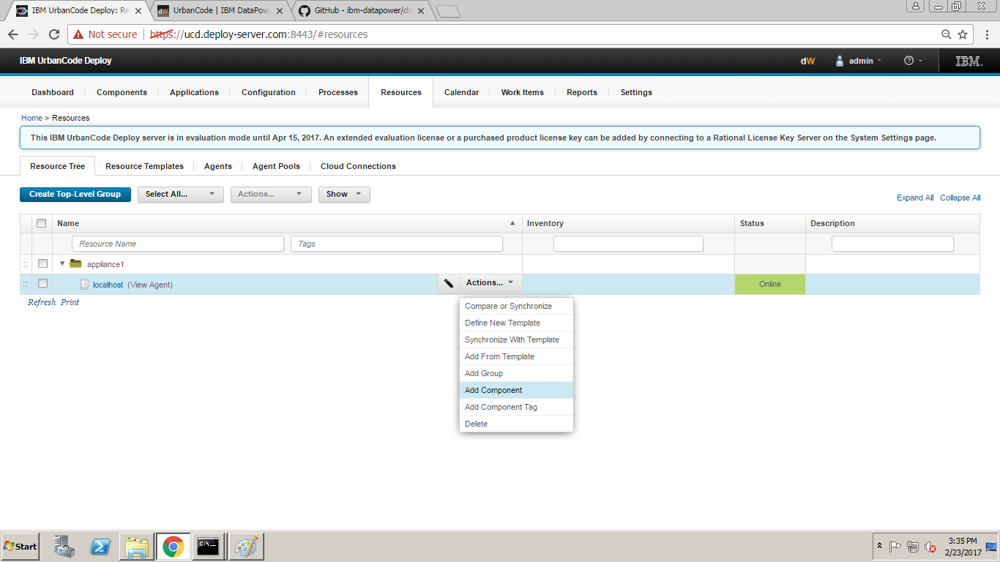 IBM UrbanCode Deploy: Re
UrbanCode | IBM DataPow
GitHub - ibm-datapower/da
Not secure https://ucd.deploy-server.com:8443/#resources
IBM UrbanCode Deploy
dW admin ? IBM
Dashboard Components Applications Configuration Processes Resources Calendar Work Items Reports Settings
Home > Resources
This IBM UrbanCode Deploy server is in evaluation mode until Apr 15, 2017. An extended evaluation license or a purchased product license key can be added by connecting to a Rational License Key Server on the System Settings page.
Resource Tree Resource Templates Agents Agent Pools Cloud Connections
Create Top-Level Group Select All... Actions... Show
Expand All Collapse All
Name Inventory Status Description
Resource Name Tags
appliance1
localhost (View Agent) Actions... Online
Refresh Print
Compare or Synchronize
Define New Template
Synchronize With Template
Add From Template
Add Group
Add Component
Add Component Tag
Delete
Start
3:35 PM
2/23/2017